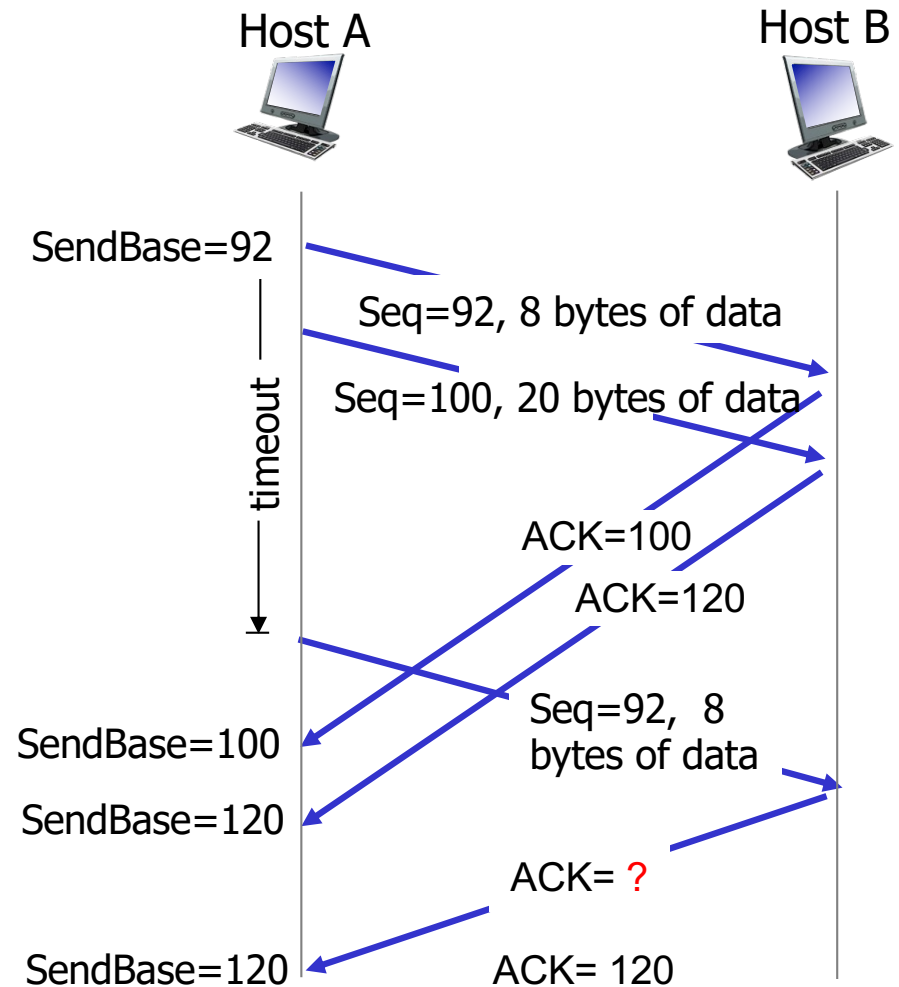 Host A
Host B
SendBase=92
Seq=92, 8 bytes of data
Seq=100, 20 bytes of data
timeout
ACK=100
ACK=120
Seq=92, 8
bytes of data
SendBase=100
SendBase=120
ACK= ?
SendBase=120
ACK= 120